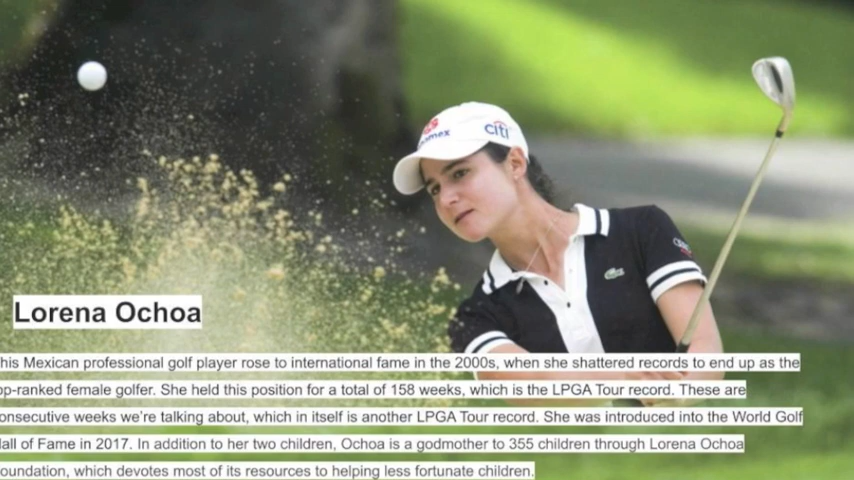 citi
Lorena Ochoa
his Mexican professional golf player rose to international fame in the 2000s, when she shattered records to end up as the
op-ranked female golfer. She held this position for a total of 158 weeks, which is the LPGA Tour record. These are
onsecutive weeks we're talking about, which in itself is another LPGA Tour record. She was introduced into the World Golf
all of Fame in 2017. In addition to her two children, Ochoa is a godmother to 355 children through Lorena Ochoa
oundation, which devotes most of its resources to helping less fortunate children.